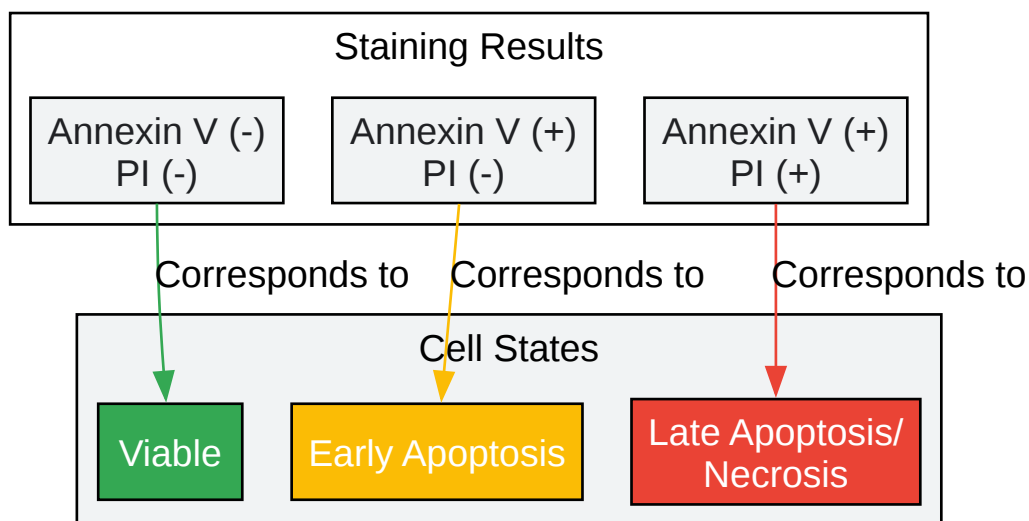 Staining Results
Annexin V (-)
PI (-)
Annexin V (+)
PI (-)
Annexin V (+)
PI (+)
Corresponds to
Corresponds to
Corresponds to
Cell States
Viable
Early Apoptosis
Late Apoptosis/
Necrosis